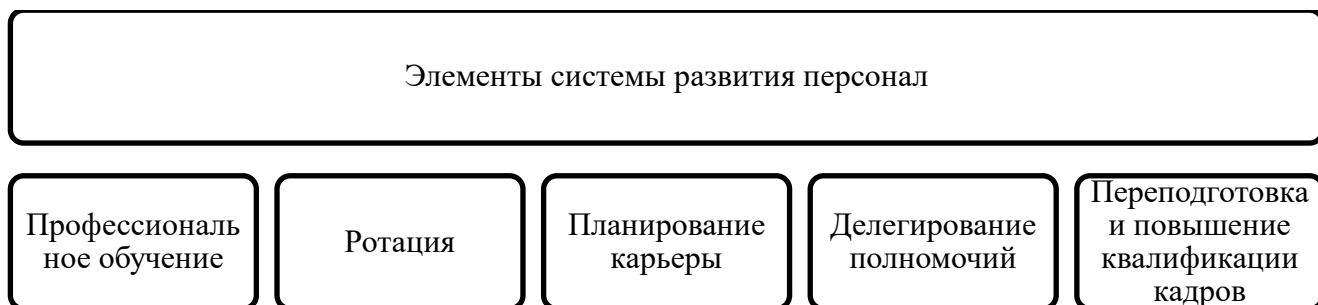 Элементы системы развития персонал
Профессиональ
ное обучение
Ротация
Планирование
карьеры
Делегирование
полномочий
Переподготовка
и повышение
квалификации
кадров